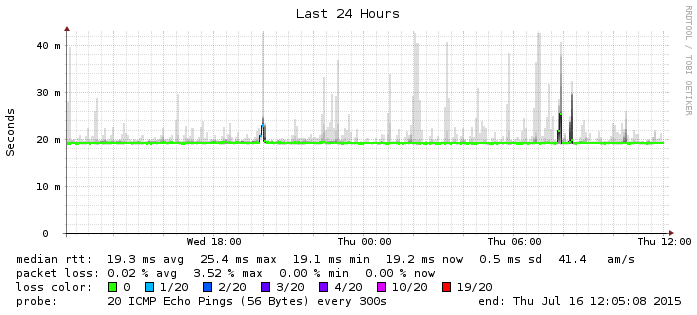 Last 24 Hours
RRDTOOL / TOBI OETIKER
Seconds
40 m
30 m
20 m
10 m
0
Wed 18:00 Thu 00:00 Thu 06:00 Thu 12:00
median rtt: 19.3 ms avg 25.4 ms max 19.1 ms min 19.2 ms now 0.5 ms sd 41.4 am/s
packet loss: 0.02 % avg 3.52 % max 0.00 % min 0.00 % now
loss color: 0 1/20 2/20 3/20 4/20 10/20 19/20
probe: 20 ICMP Echo Pings (56 Bytes) every 300s end: Thu Jul 16 12:05:08 2015